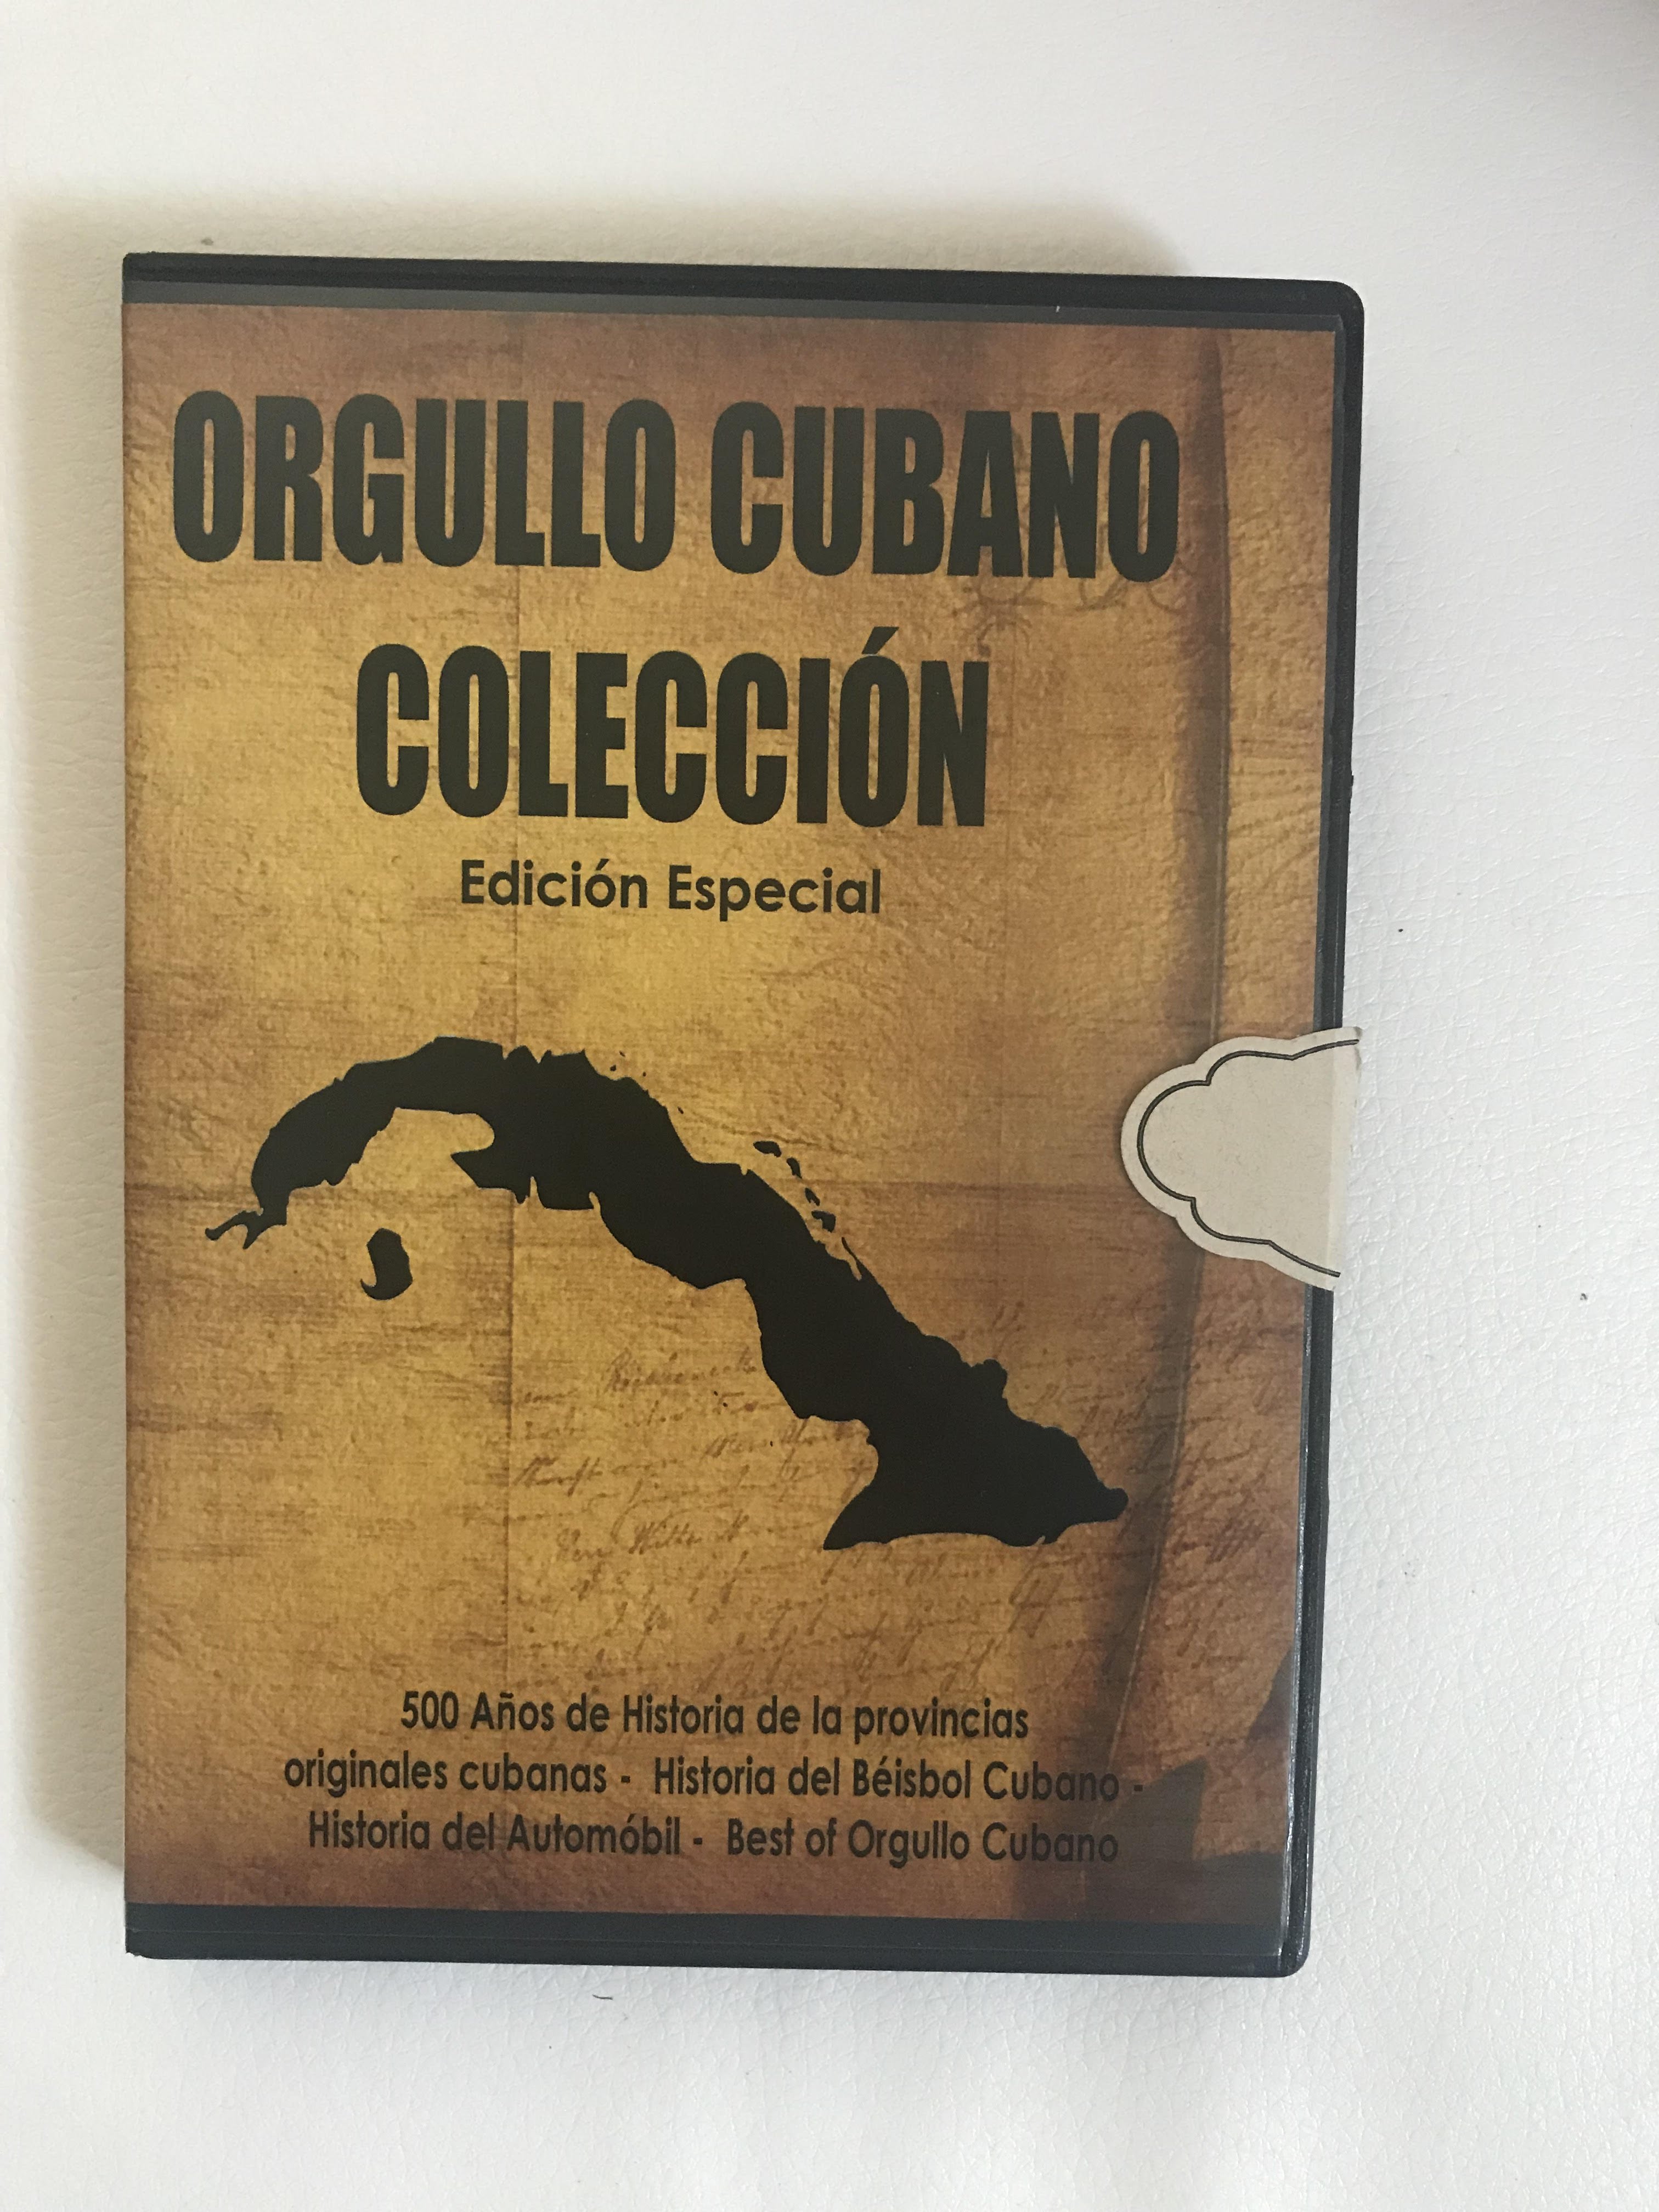 ORGULLO CUBANO
COLECCIÓN
Edición Especial
500 Años de Historia de la provincias
originales cubanas - Historia del Béisbol Cubano -
Historia del Automóbil - Best of Orgullo Cubano